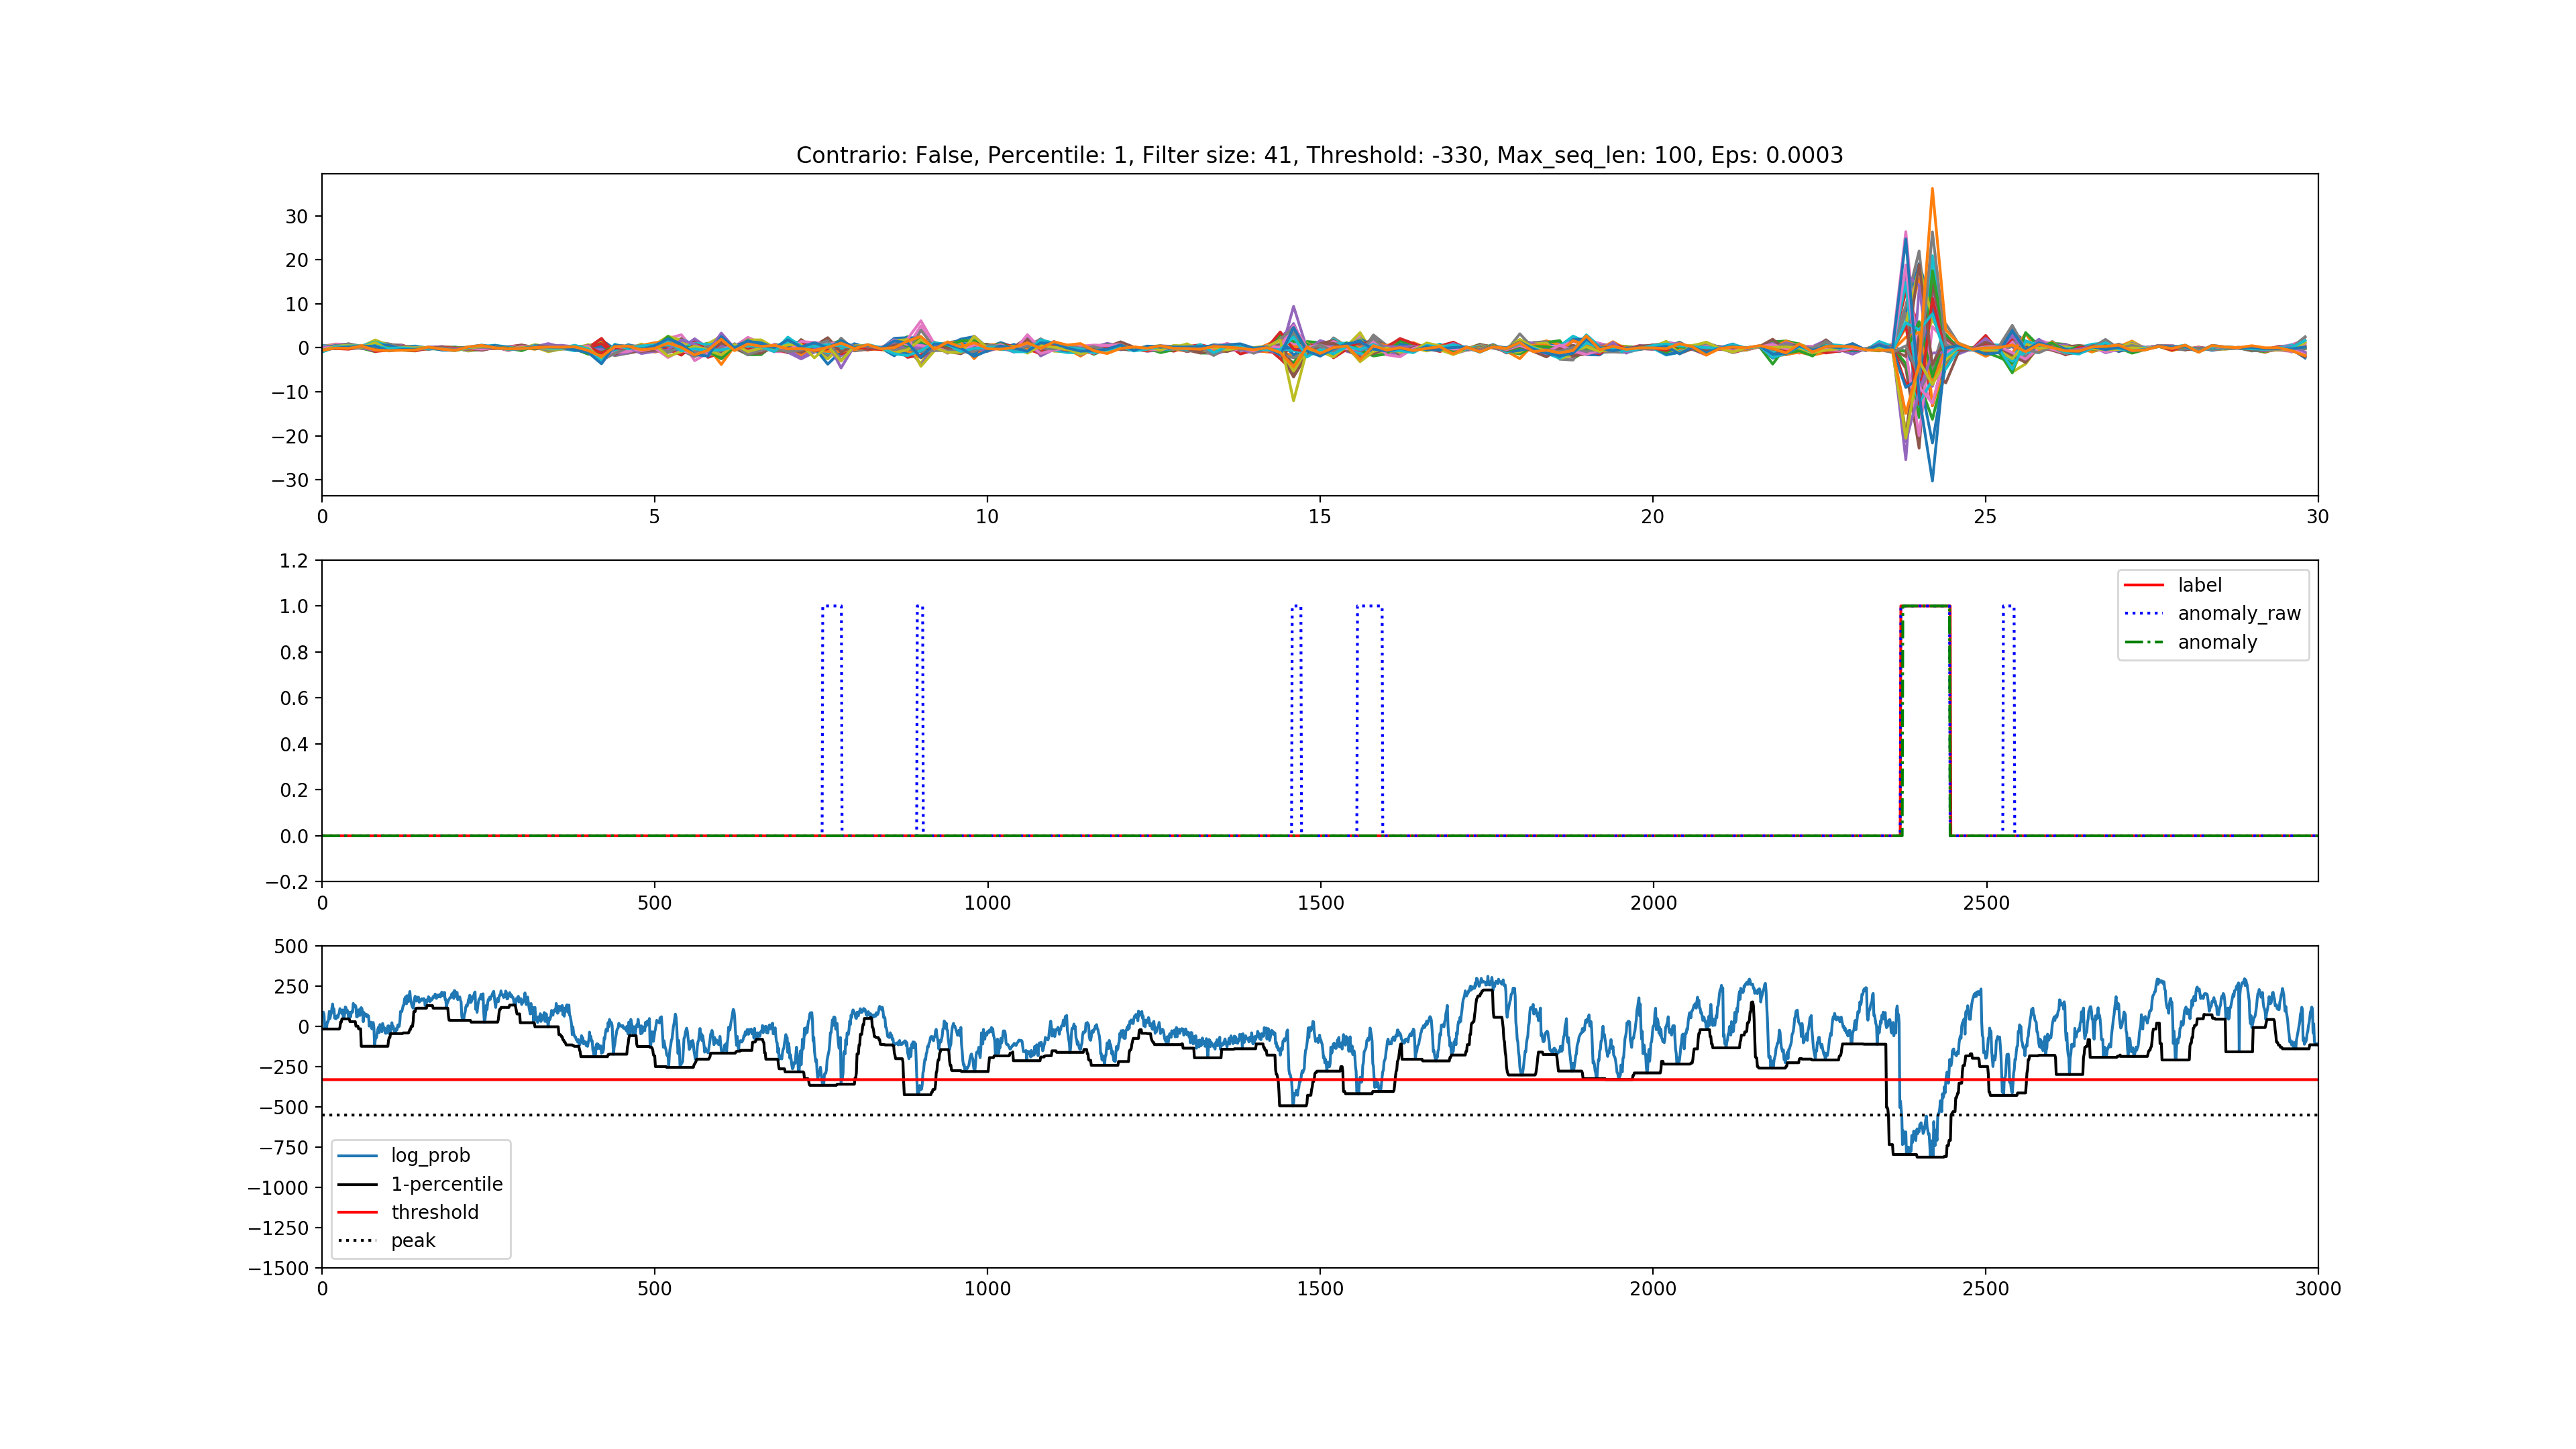 Contrario: False, Percentile: 1, Filter size: 41, Threshold: -330, Max_seq_len: 100, Eps: 0.0003
30
20
10
0
−10
−20
−30
0 5 10 15 20 25 30
1.2
1.0
0.8
0.6
0.4
0.2
0.0
−0.2
label
anomaly_raw
anomaly
0 500 1000 1500 2000 2500
500
250
0
−250
−500
−750
−1000
−1250
−1500
log_prob
1-percentile
threshold
peak
0 500 1000 1500 2000 2500 3000